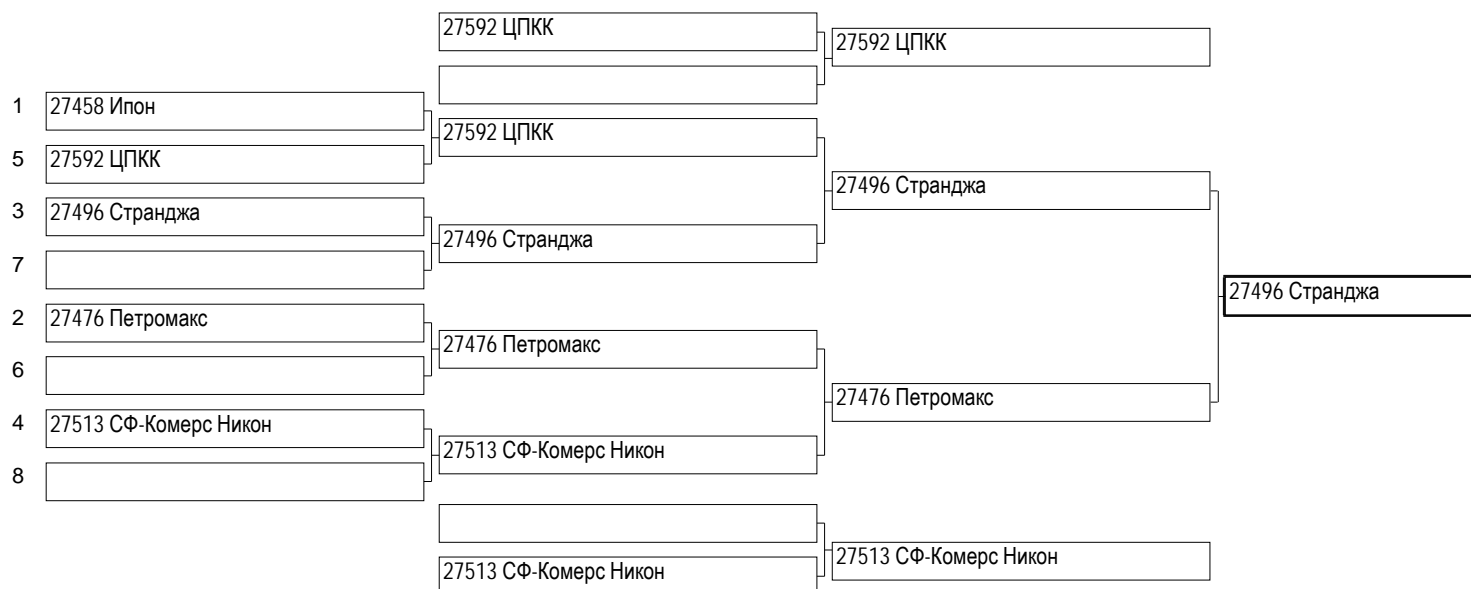 27592 ЦПКК
27592 ЦПКК
1 27458 Ипон
27592 ЦПКК
5 27592 ЦПКК
27496 Странджа
3 27496 Странджа
27496 Странджа
7
27496 Странджа
2 27476 Петромакс
27476 Петромакс
6
27476 Петромакс
4 27513 СФ-Комерс Никон
27513 СФ-Комерс Никон
8
27513 СФ-Комерс Никон
27513 СФ-Комерс Никон